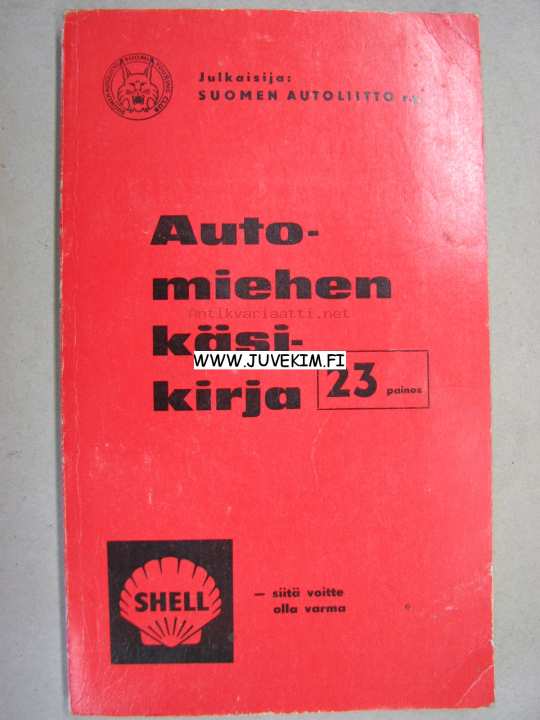 Julkaisija:
SUOMEN AUTOLIITTO r.y.
Auto-
miehen
Antikvariaatti.net
käsi-
WWW.JUVEKIM.FI
kirja
23 painos
SHELL
— siitä voitte
olla varma